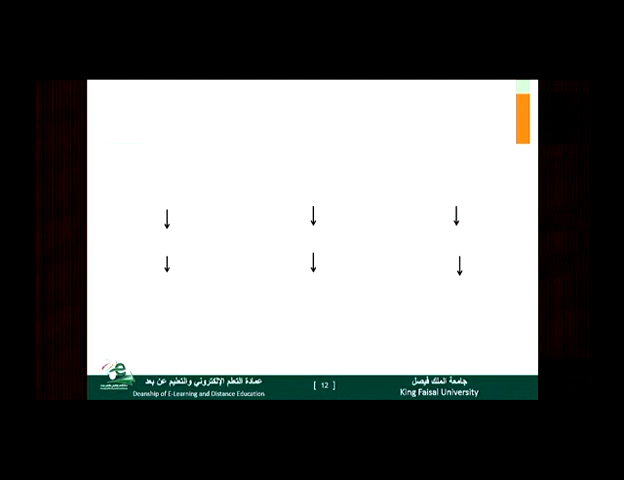 عمادة التعلم الإلكتروني والتعليم عن بعد
Deanship of E-Learning and Distance Education
[ 12 ]
جامعة الملك فيصل
King Faisal University